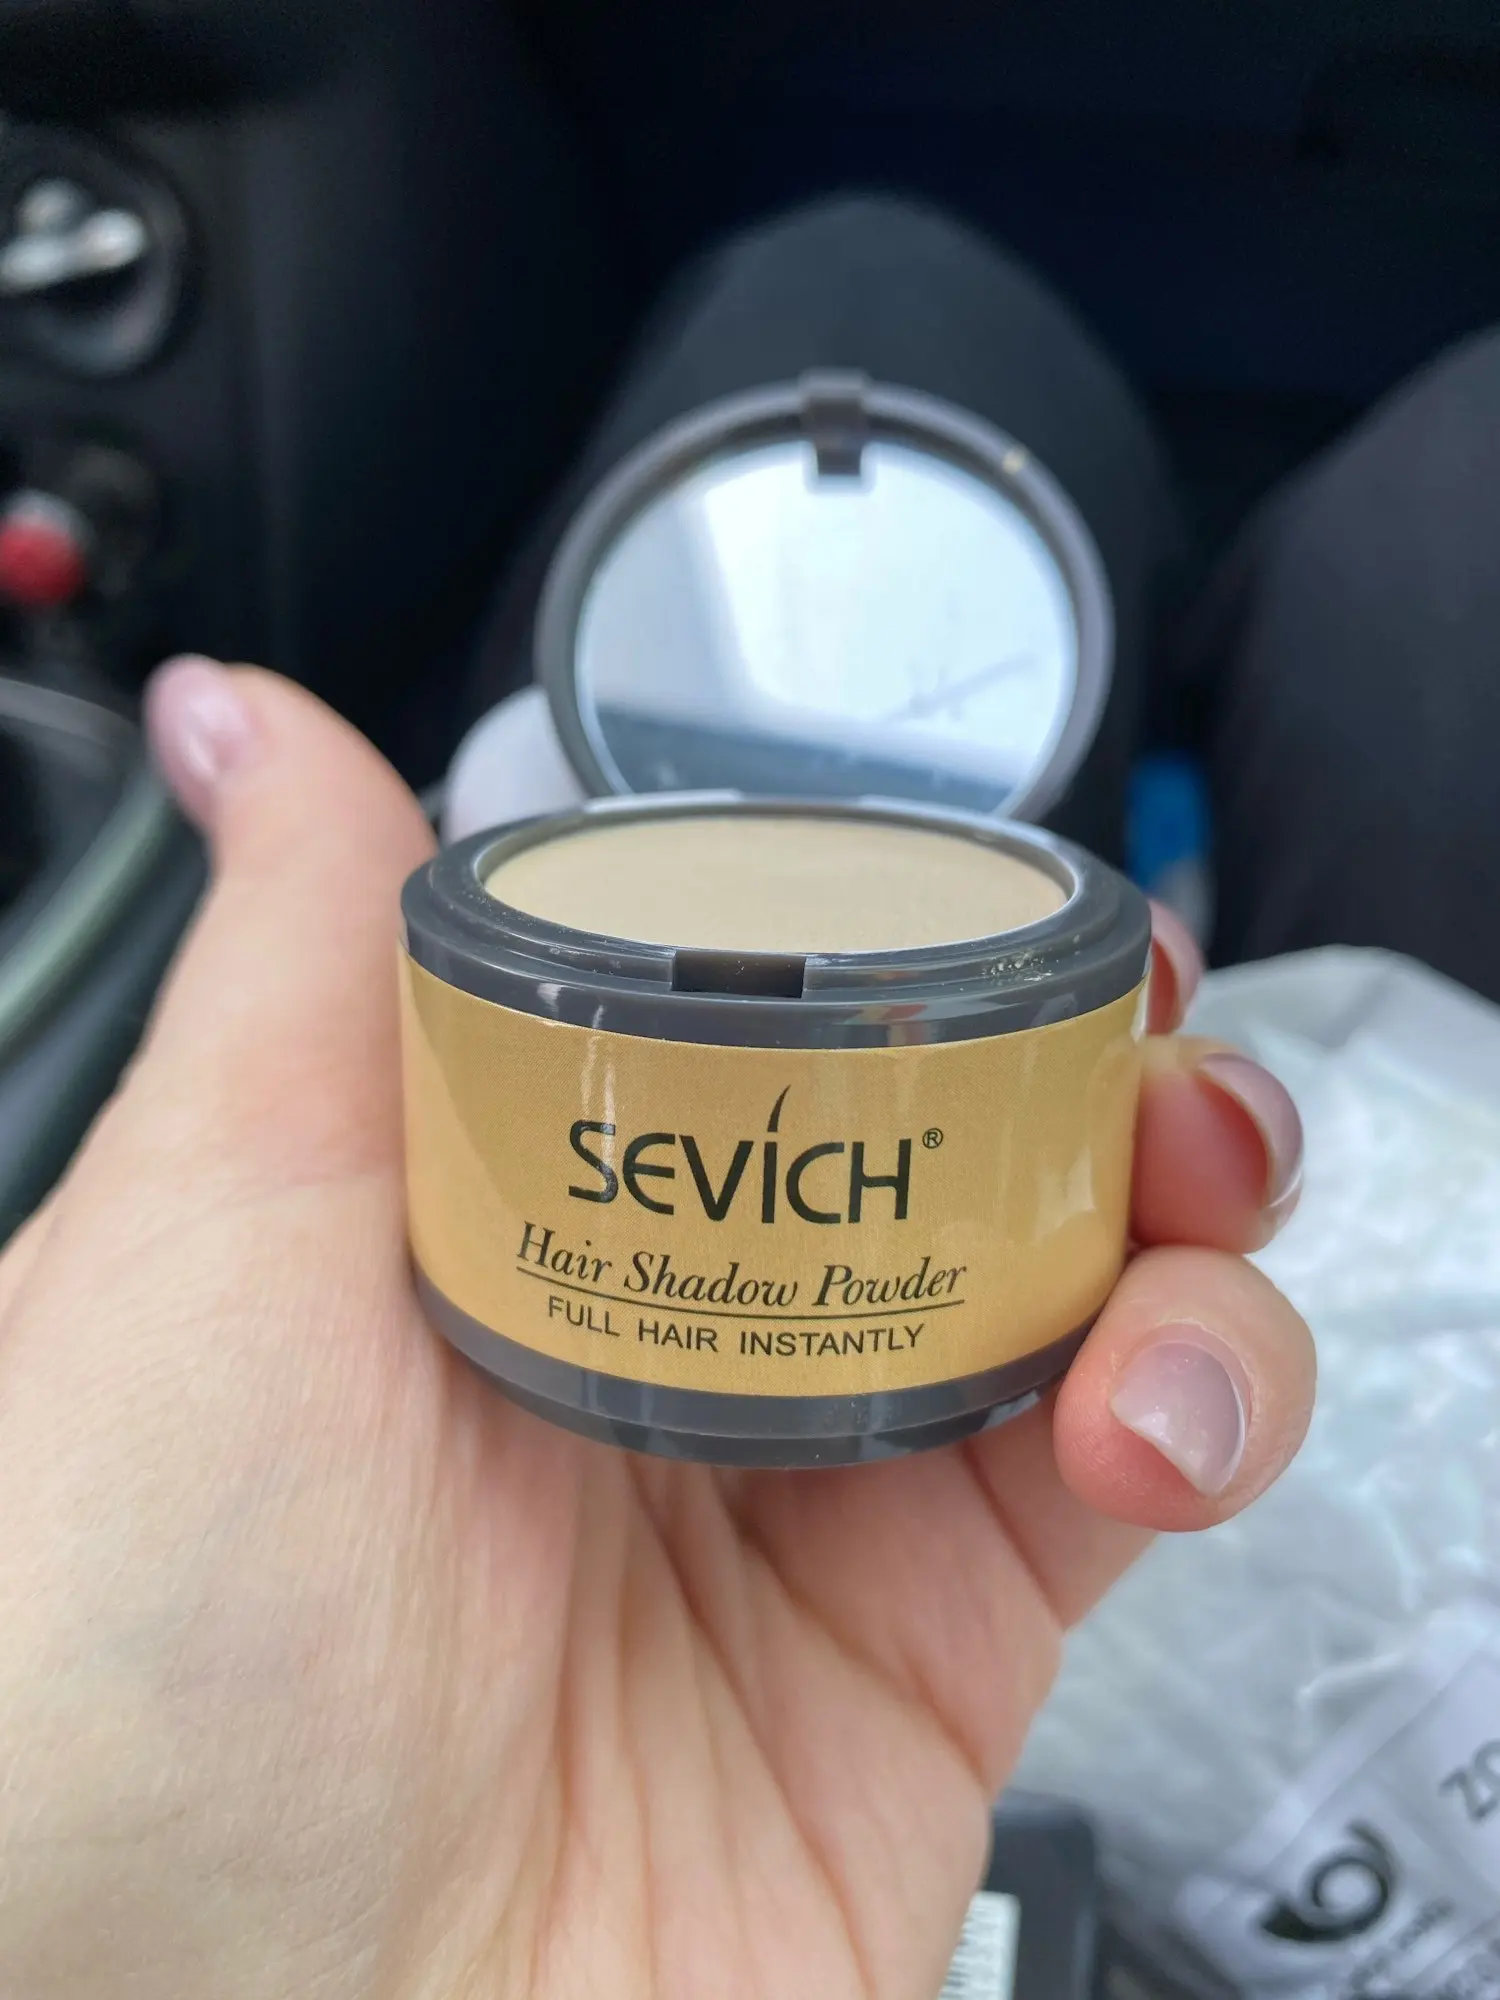 SEVICH®
Hair Shadow Powder
FULL HAIR INSTANTLY